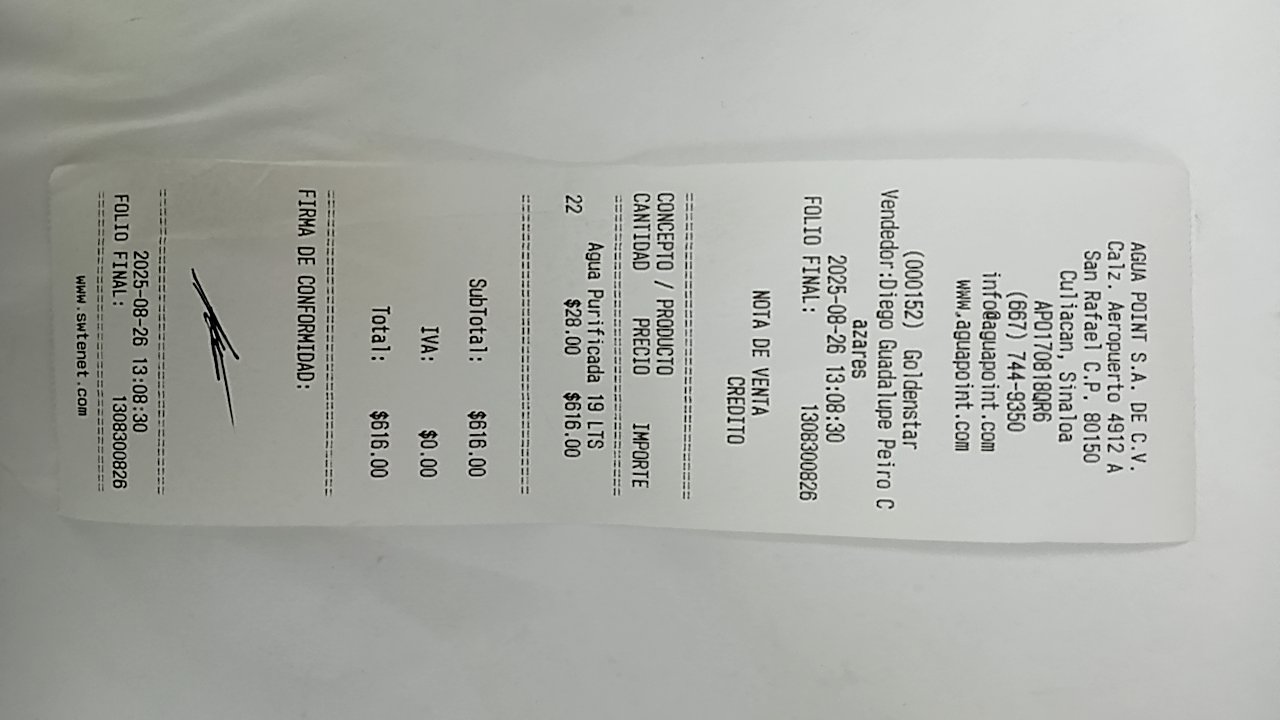 AGUA POINT S.A. DE C.V.
Calz. Aeropuerto 4912 A
San Rafael C.P. 80150
Culiacan, Sinaloa
APO170818QR6
(667) 744-9350
info@aguapoint.com
www.aguapoint.com
(000152) Goldenstar
Vendedor:Diego Guadalupe Peiro C
azares
2025-08-26 13:08:30
FOLIO FINAL: 1308300826
NOTA DE VENTA
CREDITO
================================
CONCEPTO / PRODUCTO
CANTIDAD PRECIO IMPORTE
================================
Agua Purificada 19 LTS
22 $28.00 $616.00
================================
SubTotal: $616.00
IVA: $0.00
Total: $616.00
================================
FIRMA DE CONFORMIDAD:
================================
2025-08-26 13:08:30
FOLIO FINAL: 1308300826
================================
www.swtenet.com